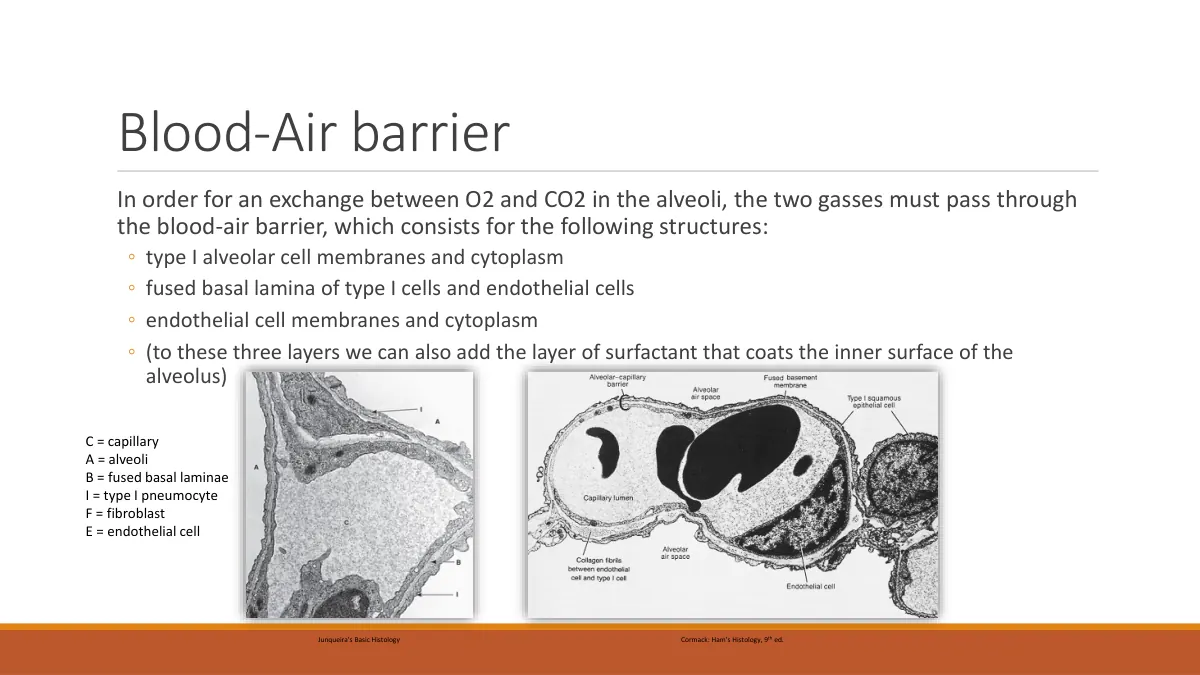 Blood-Air barrier
In order for an exchange between O2 and CO2 in the alveoli, the two gasses must pass through
the blood-air barrier, which consists for the following structures:
◦ type I alveolar cell membranes and cytoplasm
◦ fused basal lamina of type I cells and endothelial cells
◦ endothelial cell membranes and cytoplasm
◦ (to these three layers we can also add the layer of surfactant that coats the inner surface of the
alveolus)
C = capillary
A = alveoli
B = fused basal laminae
I = type I pneumocyte
F = fibroblast
E = endothelial cell
I
A
A
C
B
I
Alveolar-capillary
barrier
C
Alveolar
air space
Fused basement
membrane
Type I squamous
epithelial cell
Capillary lumen
Collagen fibrils
between endothelial
cell and type I cell
Alveolar
air space
Endothelial cell
Junqueira's Basic Histology
Cormack: Ham's Histology, 9th ed.